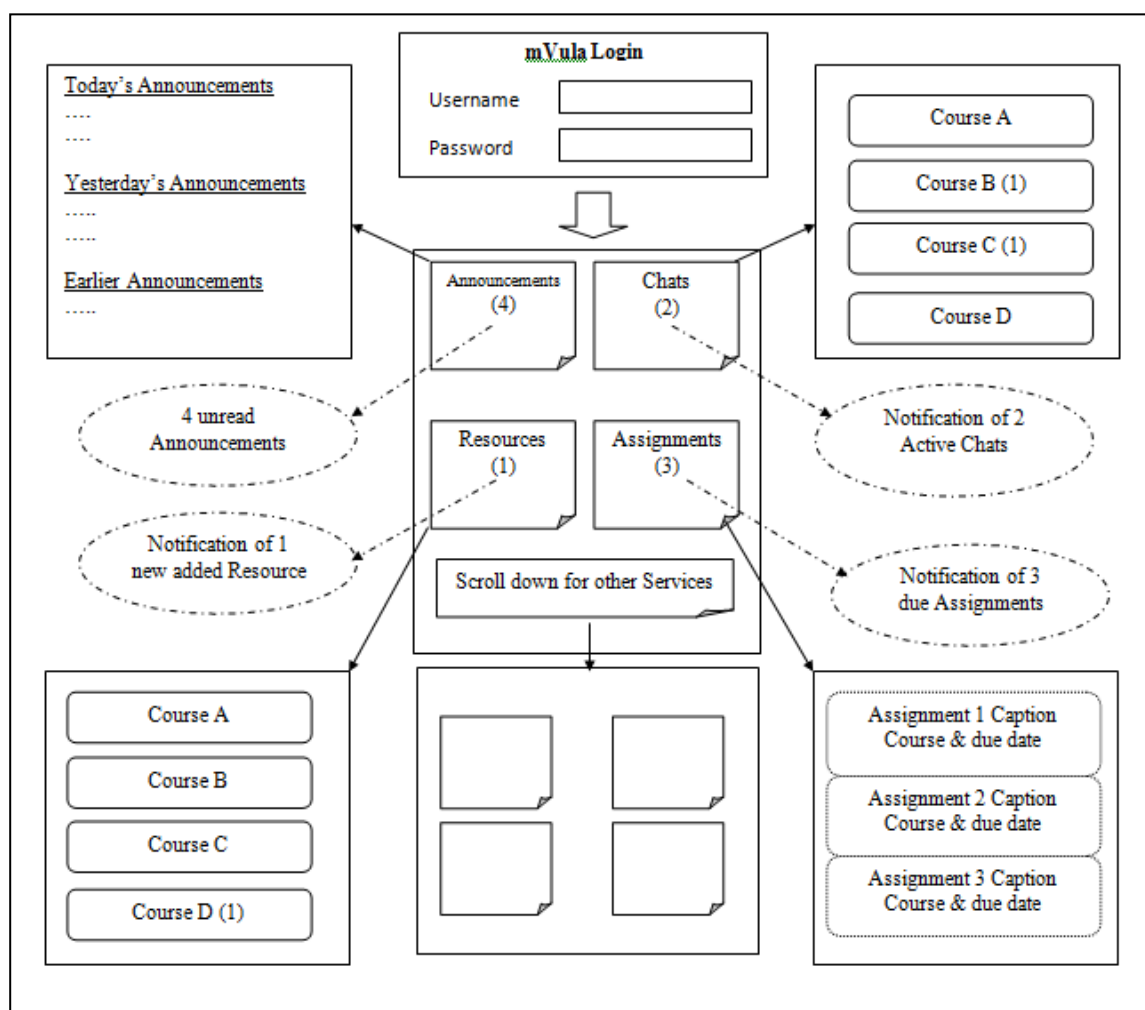 mVula Login
Username
Password
Today’s Announcements
....
....
Yesterday’s Announcements
.....
.....
Earlier Announcements
.....
Course A
Course B (1)
Course C (1)
Course D
Announcements
(4)
Chats
(2)
4 unread
Announcements
Notification of 2
Active Chats
Resources
(1)
Assignments
(3)
Notification of 1
new added Resource
Notification of 3
due Assignments
Scroll down for other Services
Course A
Course B
Course C
Course D (1)
Assignment 1 Caption
Course & due date
Assignment 2 Caption
Course & due date
Assignment 3 Caption
Course & due date